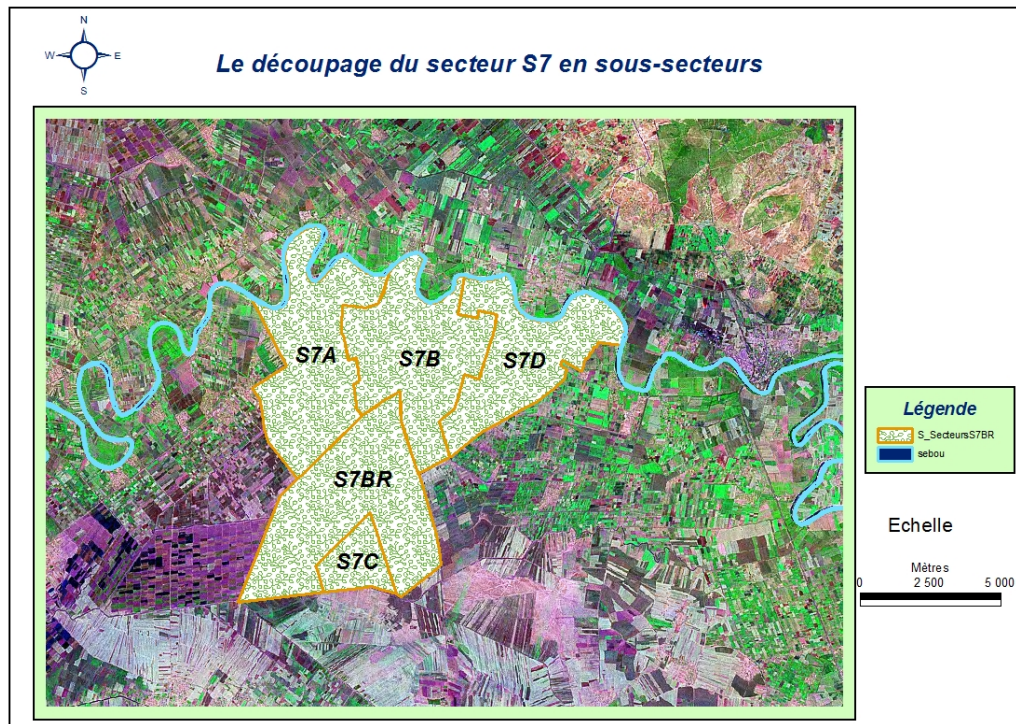 N
W
E
S
Le découpage du secteur S7 en sous-secteurs
S7A
S7B
S7D
S7BR
S7C
Légende
S_SecteursS7BR
sebou
Echelle
Mètres
0 2 500 5 000